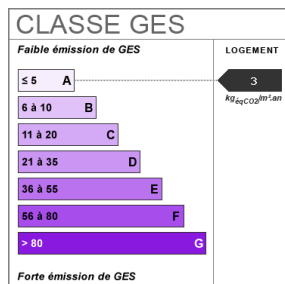 CLASSE GES
Faible émission de GES
LOGEMENT
≤ 5 A
3
kgéqCO2/m².an
6 à 10 B
11 à 20 C
21 à 35 D
36 à 55 E
56 à 80 F
> 80 G
Forte émission de GES